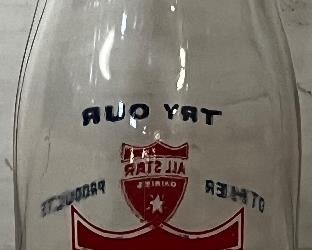 TRY OUR
ALL STAR
DAIRIES
OTHER PRODUCTS